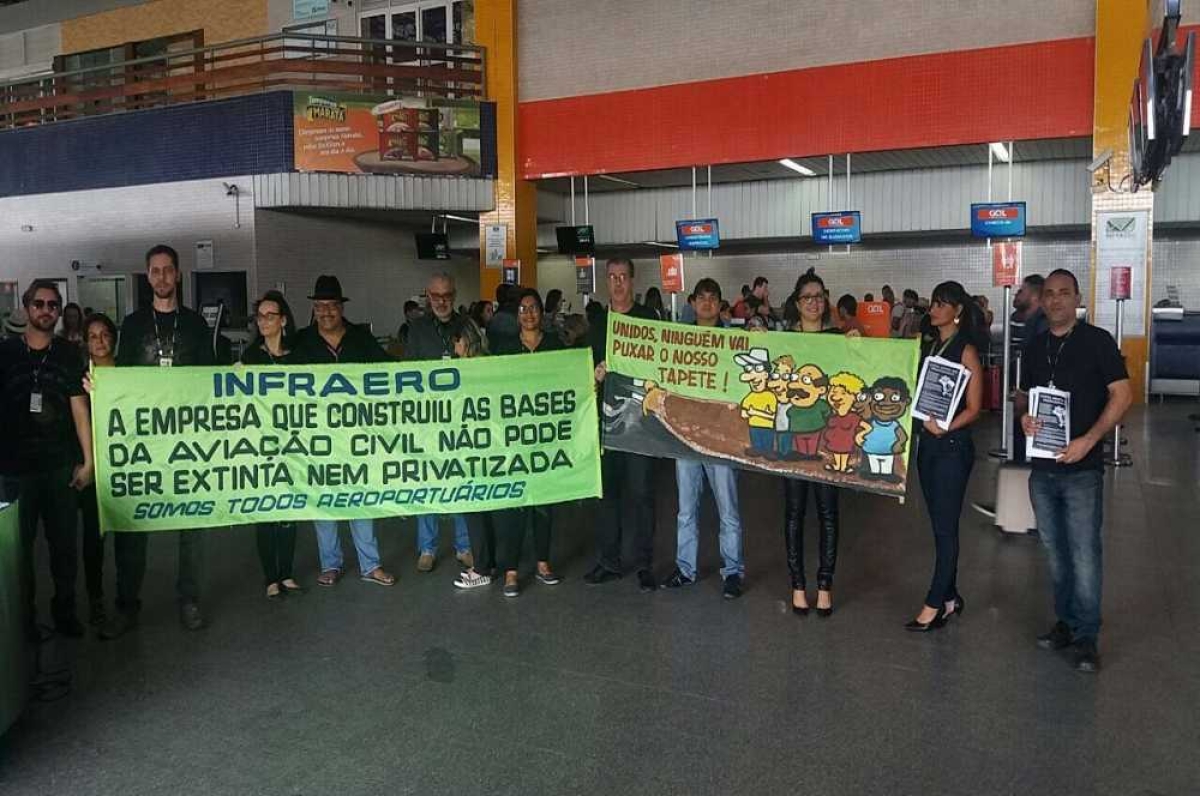 INFRAERO
A EMPRESA QUE CONSTRUIU AS BASES
DA AVIAÇÃO CIVIL NÃO PODE
SER EXTINTA NEM PRIVATIZADA
SOMOS TODOS AEROPORTUÁRIOS
UNIDOS, NINGUÉM VAI
PUXAR O NOSSO
TAPETE !
MARATÁ
GOL
GOL
GOL